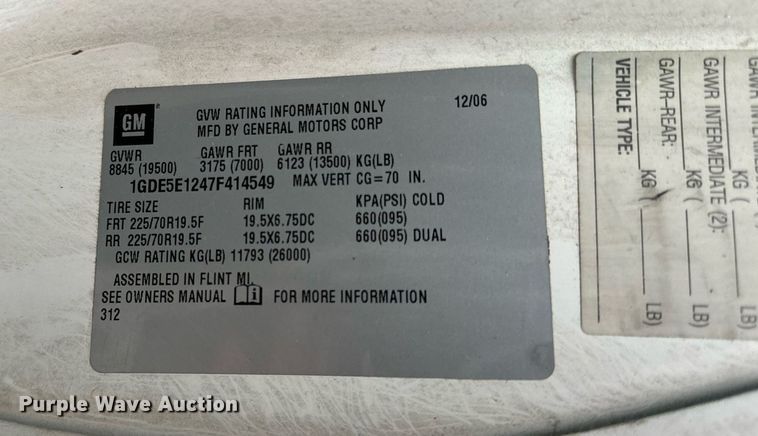 GM
GVW RATING INFORMATION ONLY 12/06
MFD BY GENERAL MOTORS CORP
GVWR GAWR FRT GAWR RR
8845 (19500) 3175 (7000) 6123 (13500) KG(LB)
1GDE5E1247F414549 MAX VERT CG=70 IN.
TIRE SIZE RIM KPA(PSI) COLD
FRT 225/70R19.5F 19.5X6.75DC 660(095)
RR 225/70R19.5F 19.5X6.75DC 660(095) DUAL
GCW RATING KG(LB) 11793 (26000)
ASSEMBLED IN FLINT MI.
SEE OWNERS MANUAL i FOR MORE INFORMATION
312
VEHICLE TYPE:
GAWR-REAR: KG ( LB)
GAWR INTERMEDIATE (2): KG ( LB)
GAWR INTERMEDIATE KG ( LB)
Purple Wave Auction